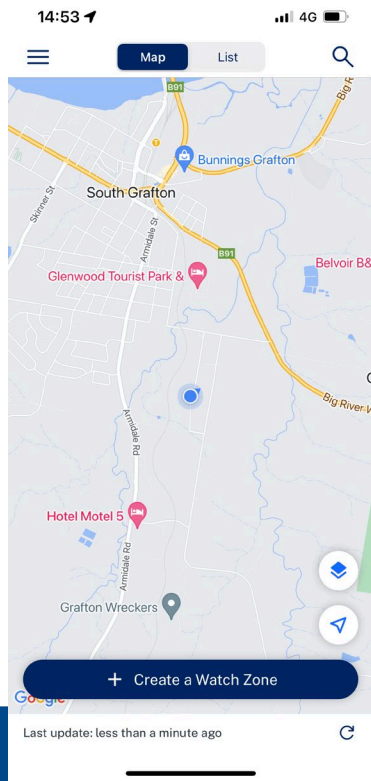 14:53
4G
Map
List
B91
Big R
Bunnings Grafton
South Grafton
Skinner St
Armidale St
B91
Belvoir B&
Glenwood Tourist Park &
Big River W
Armidale Rd
Hotel Motel 5
Armidale Rd
Grafton Wreckers
+ Create a Watch Zone
Google
Last update: less than a minute ago